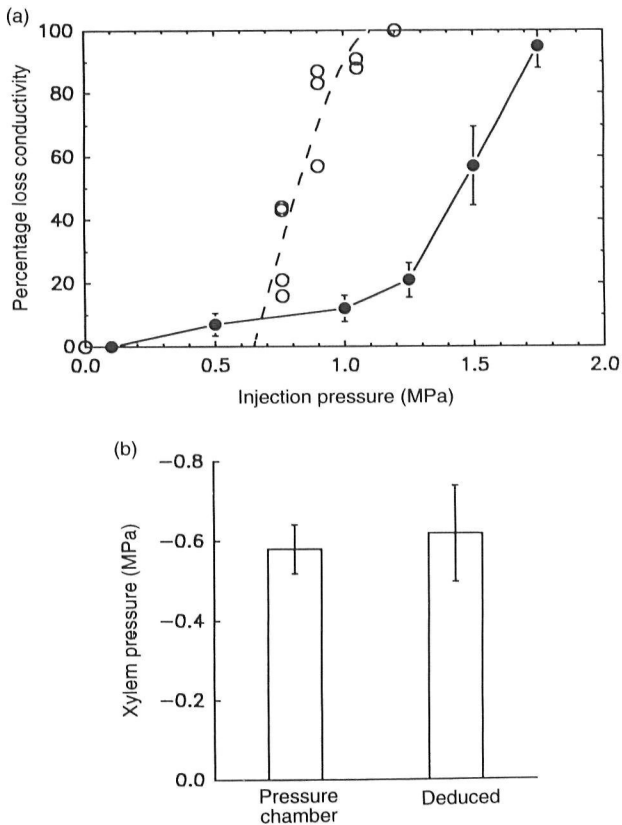 (a)
100
80
60
40
20
0
Percentage loss conductivity
0.0 0.5 1.0 1.5 2.0
Injection pressure (MPa)
(b)
−0.8
−0.6
−0.4
−0.2
0.0
Xylem pressure (MPa)
Pressure chamber
Deduced